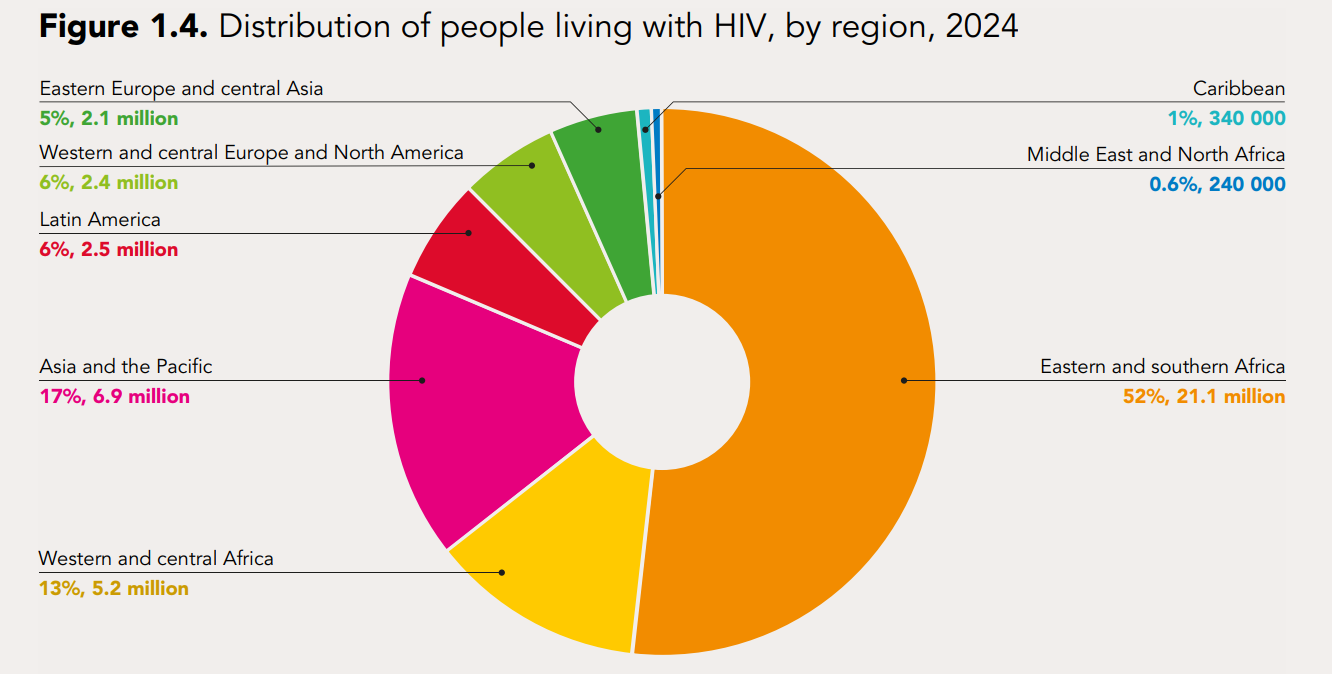 Figure 1.4. Distribution of people living with HIV, by region, 2024
Eastern Europe and central Asia
5%, 2.1 million
Western and central Europe and North America
6%, 2.4 million
Latin America
6%, 2.5 million
Asia and the Pacific
17%, 6.9 million
Western and central Africa
13%, 5.2 million
Caribbean
1%, 340 000
Middle East and North Africa
0.6%, 240 000
Eastern and southern Africa
52%, 21.1 million